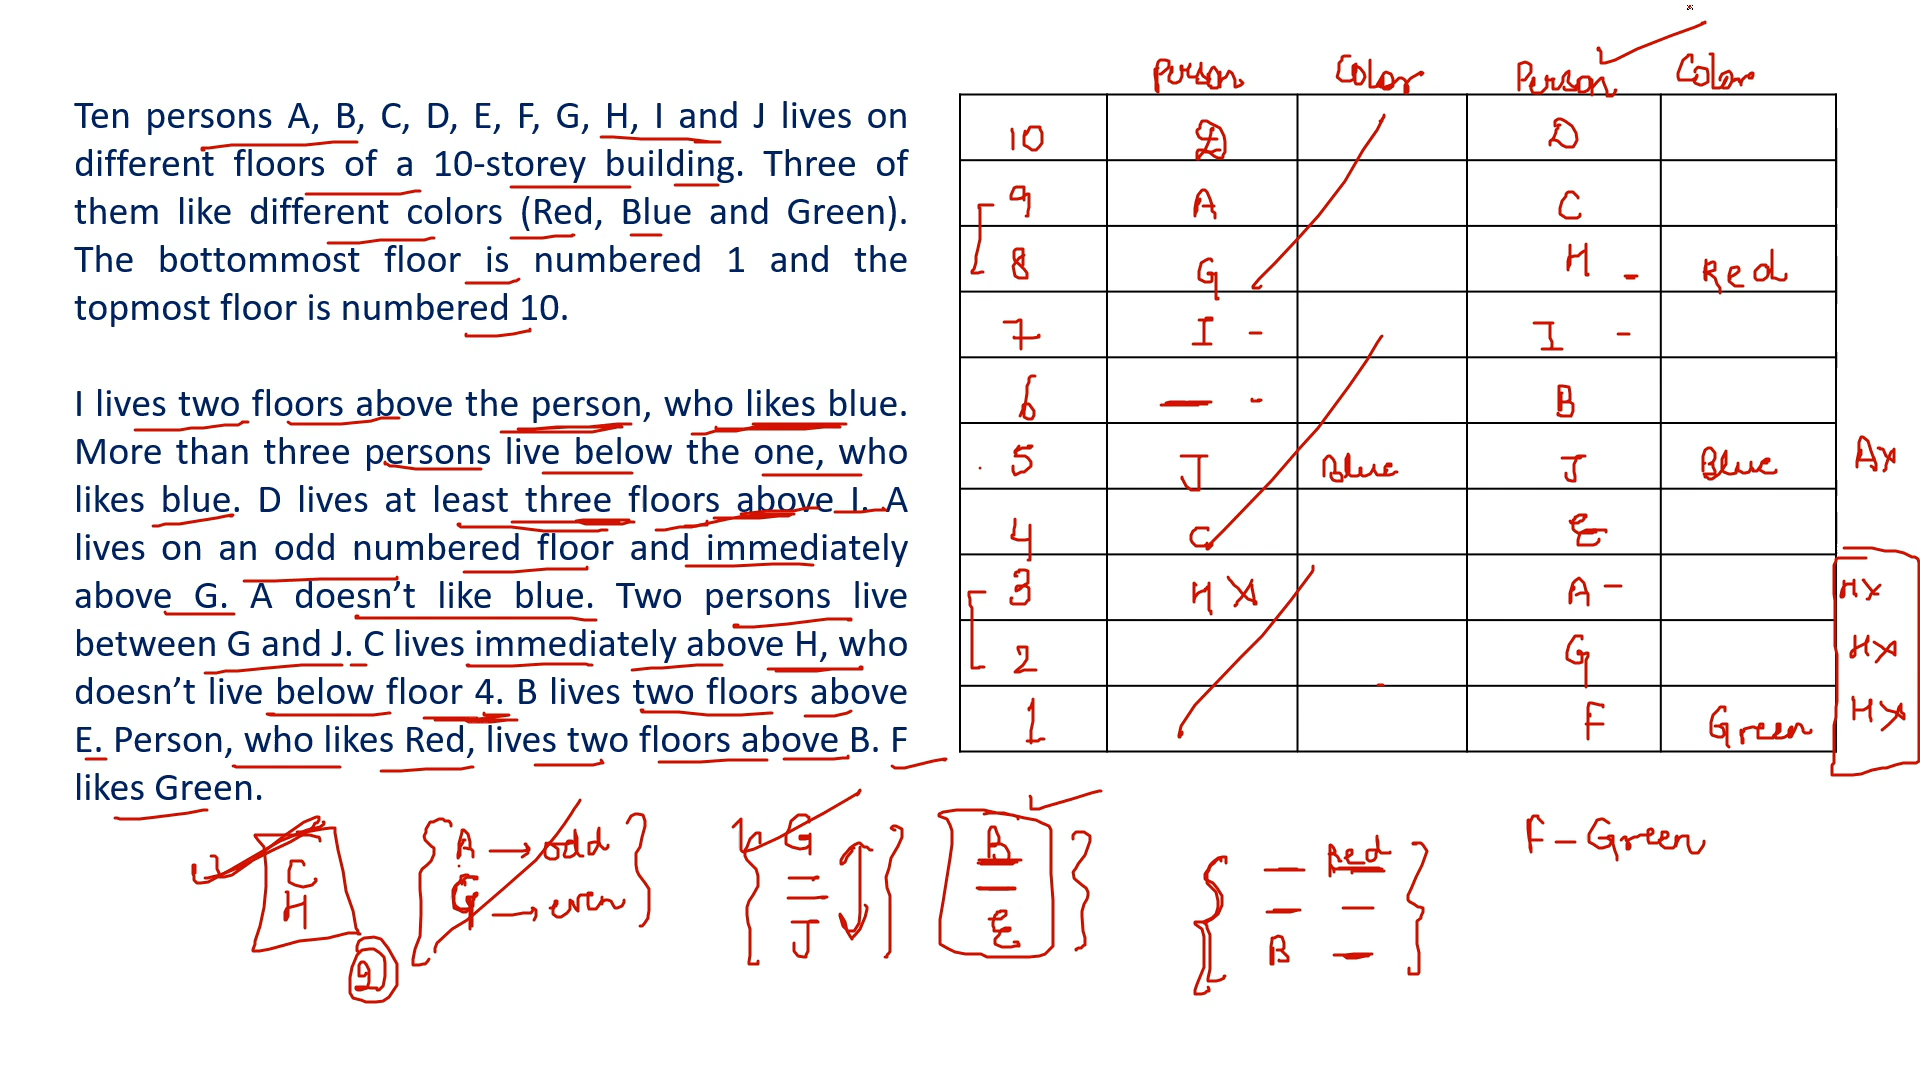 Ten persons A, B, C, D, E, F, G, H, I and J lives on
different floors of a 10-storey building. Three of
them like different colors (Red, Blue and Green).
The bottommost floor is numbered 1 and the
topmost floor is numbered 10.
I lives two floors above the person, who likes blue.
More than three persons live below the one, who
likes blue. D lives at least three floors above I. A
lives on an odd numbered floor and immediately
above G. A doesn't like blue. Two persons live
between G and J. C lives immediately above H, who
doesn't live below floor 4. B lives two floors above
E. Person, who likes Red, lives two floors above B. F
likes Green.
Person Color Person Color
10 D D
9 A C
8 G H - Red
7 I - I -
6 — - B
5 J Blue J Blue Ax
4 C E
3 H X A - Hx
2 G Hx
1 F Green Hx
C
H
2
A → odd
G → even
G
J
B
E
Red
B
F - Green